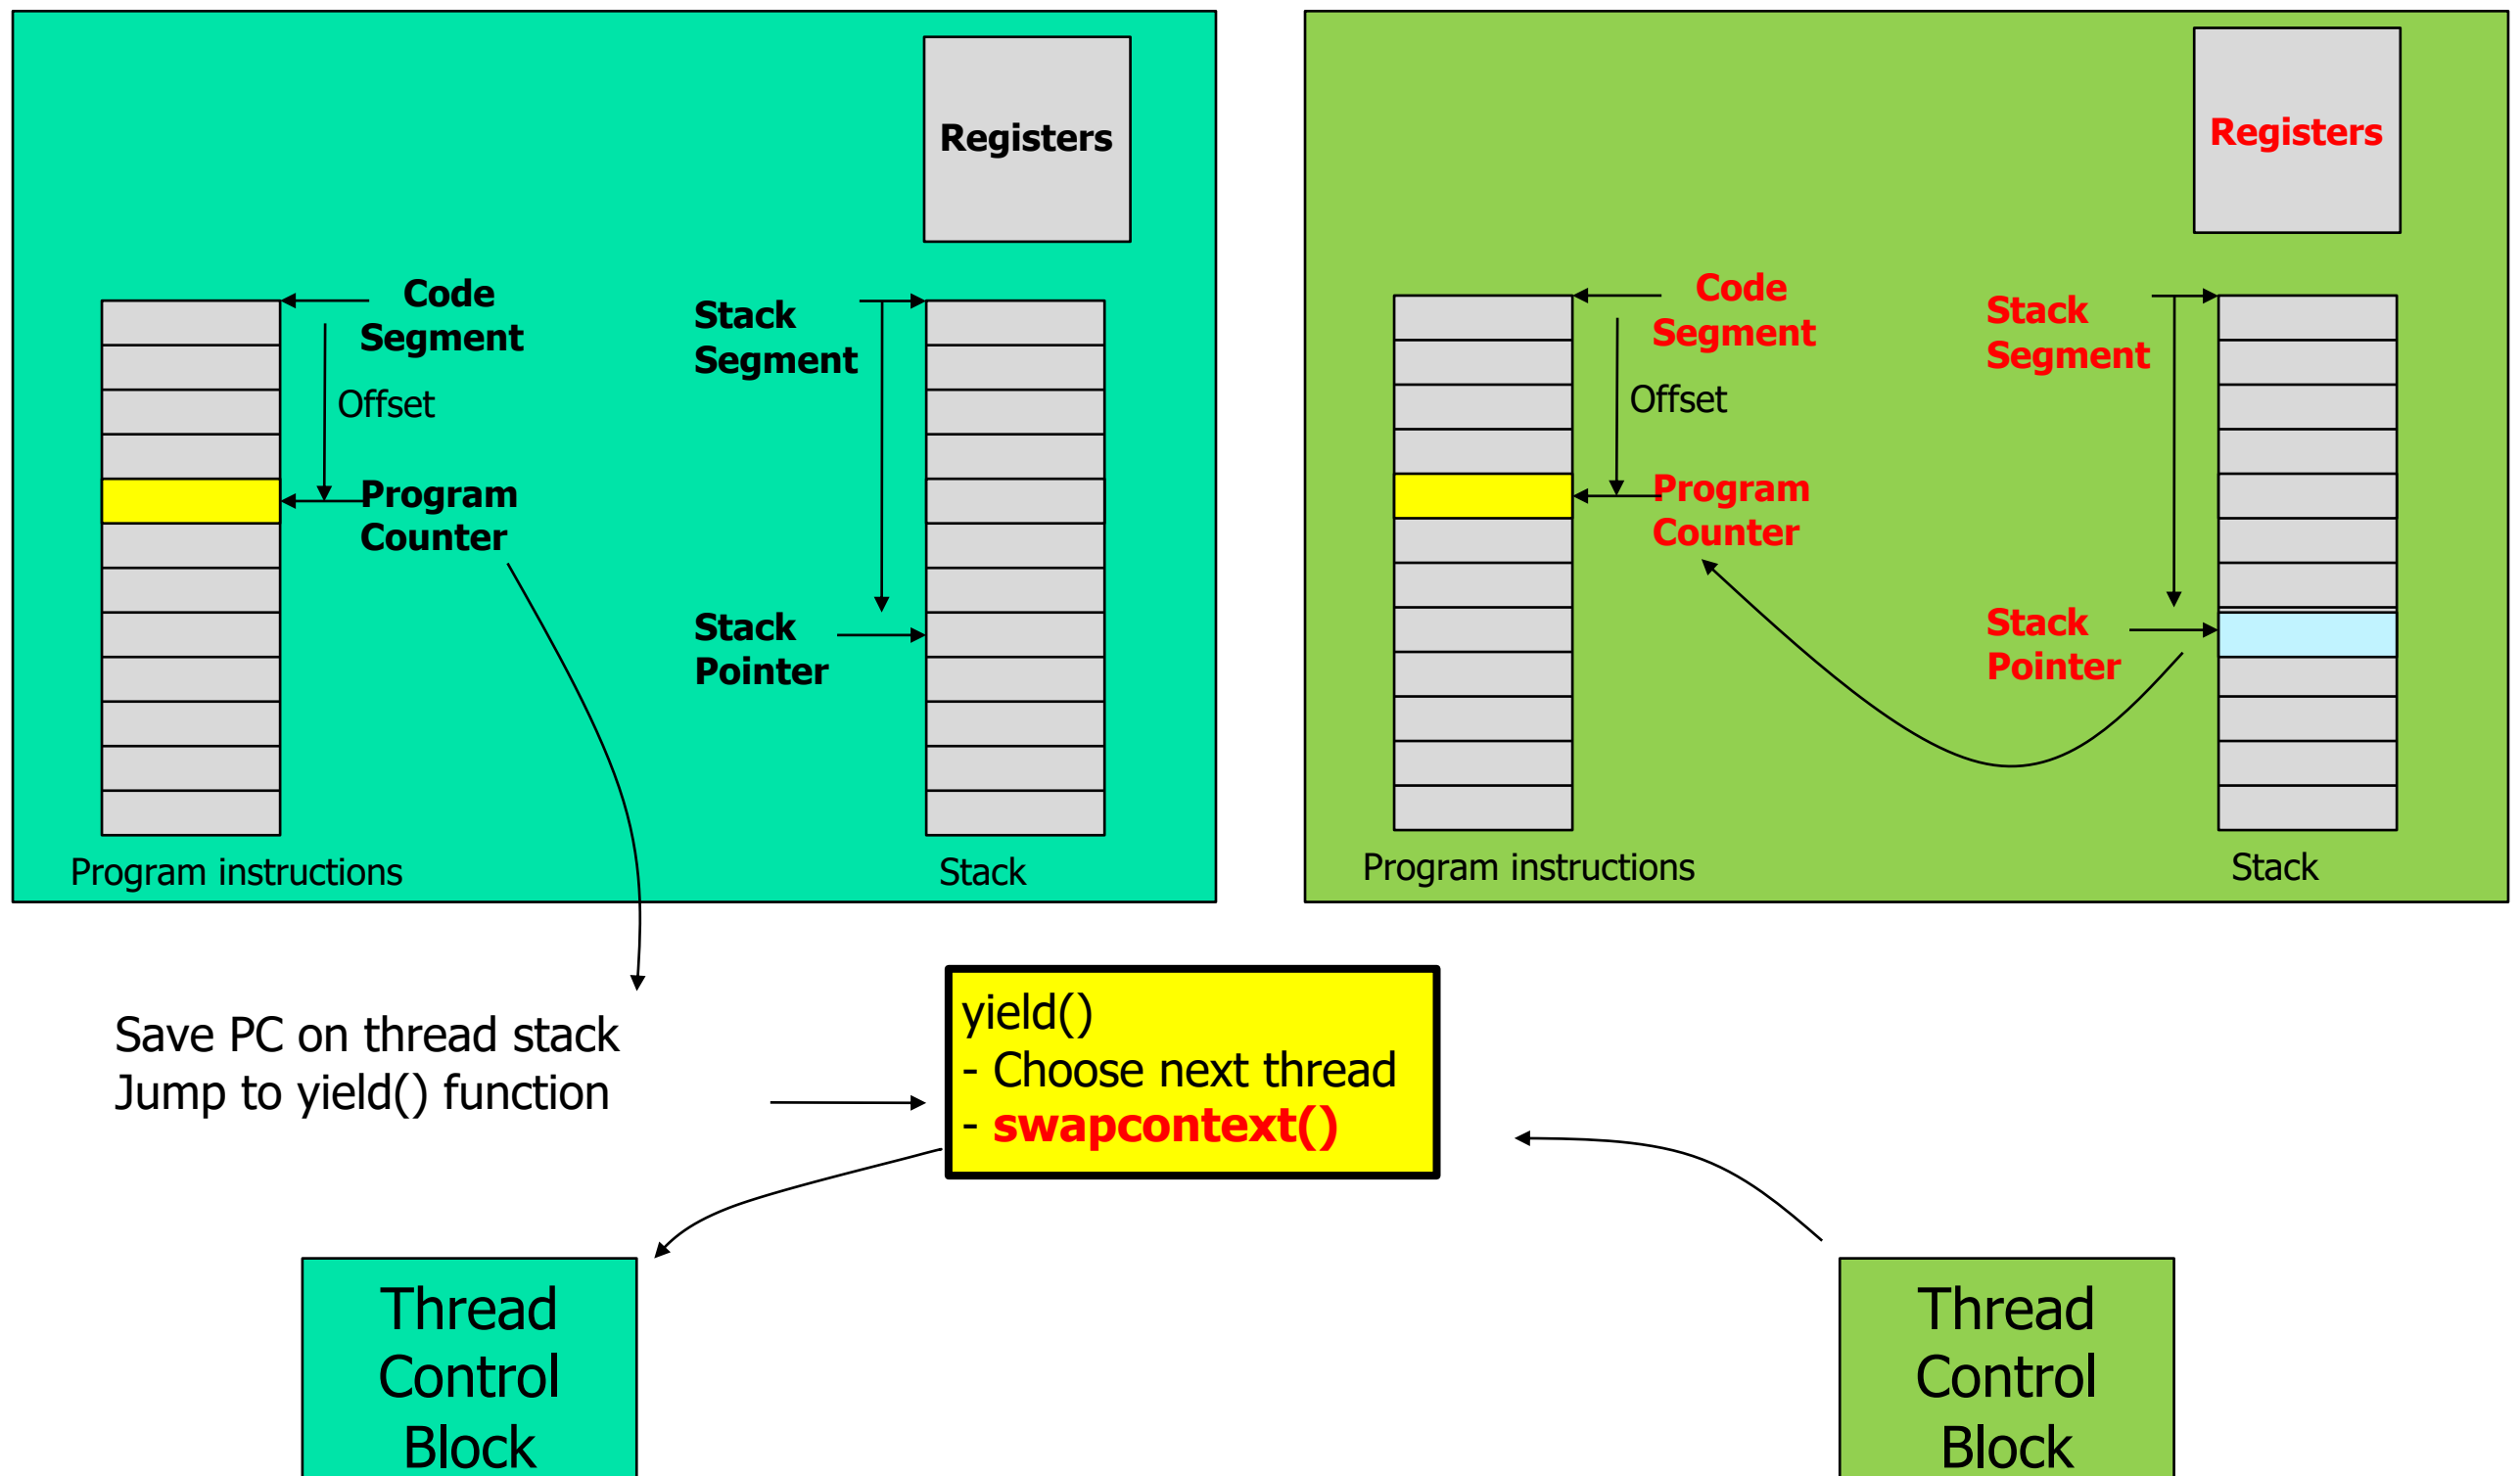 Registers
Code
Segment
Stack
Segment
Offset
Program
Counter
Stack
Pointer
Program instructions
Stack
Registers
Code
Segment
Stack
Segment
Offset
Program
Counter
Stack
Pointer
Program instructions
Stack
Save PC on thread stack
Jump to yield() function
yield()
- Choose next thread
- swapcontext()
Thread
Control
Block
Thread
Control
Block